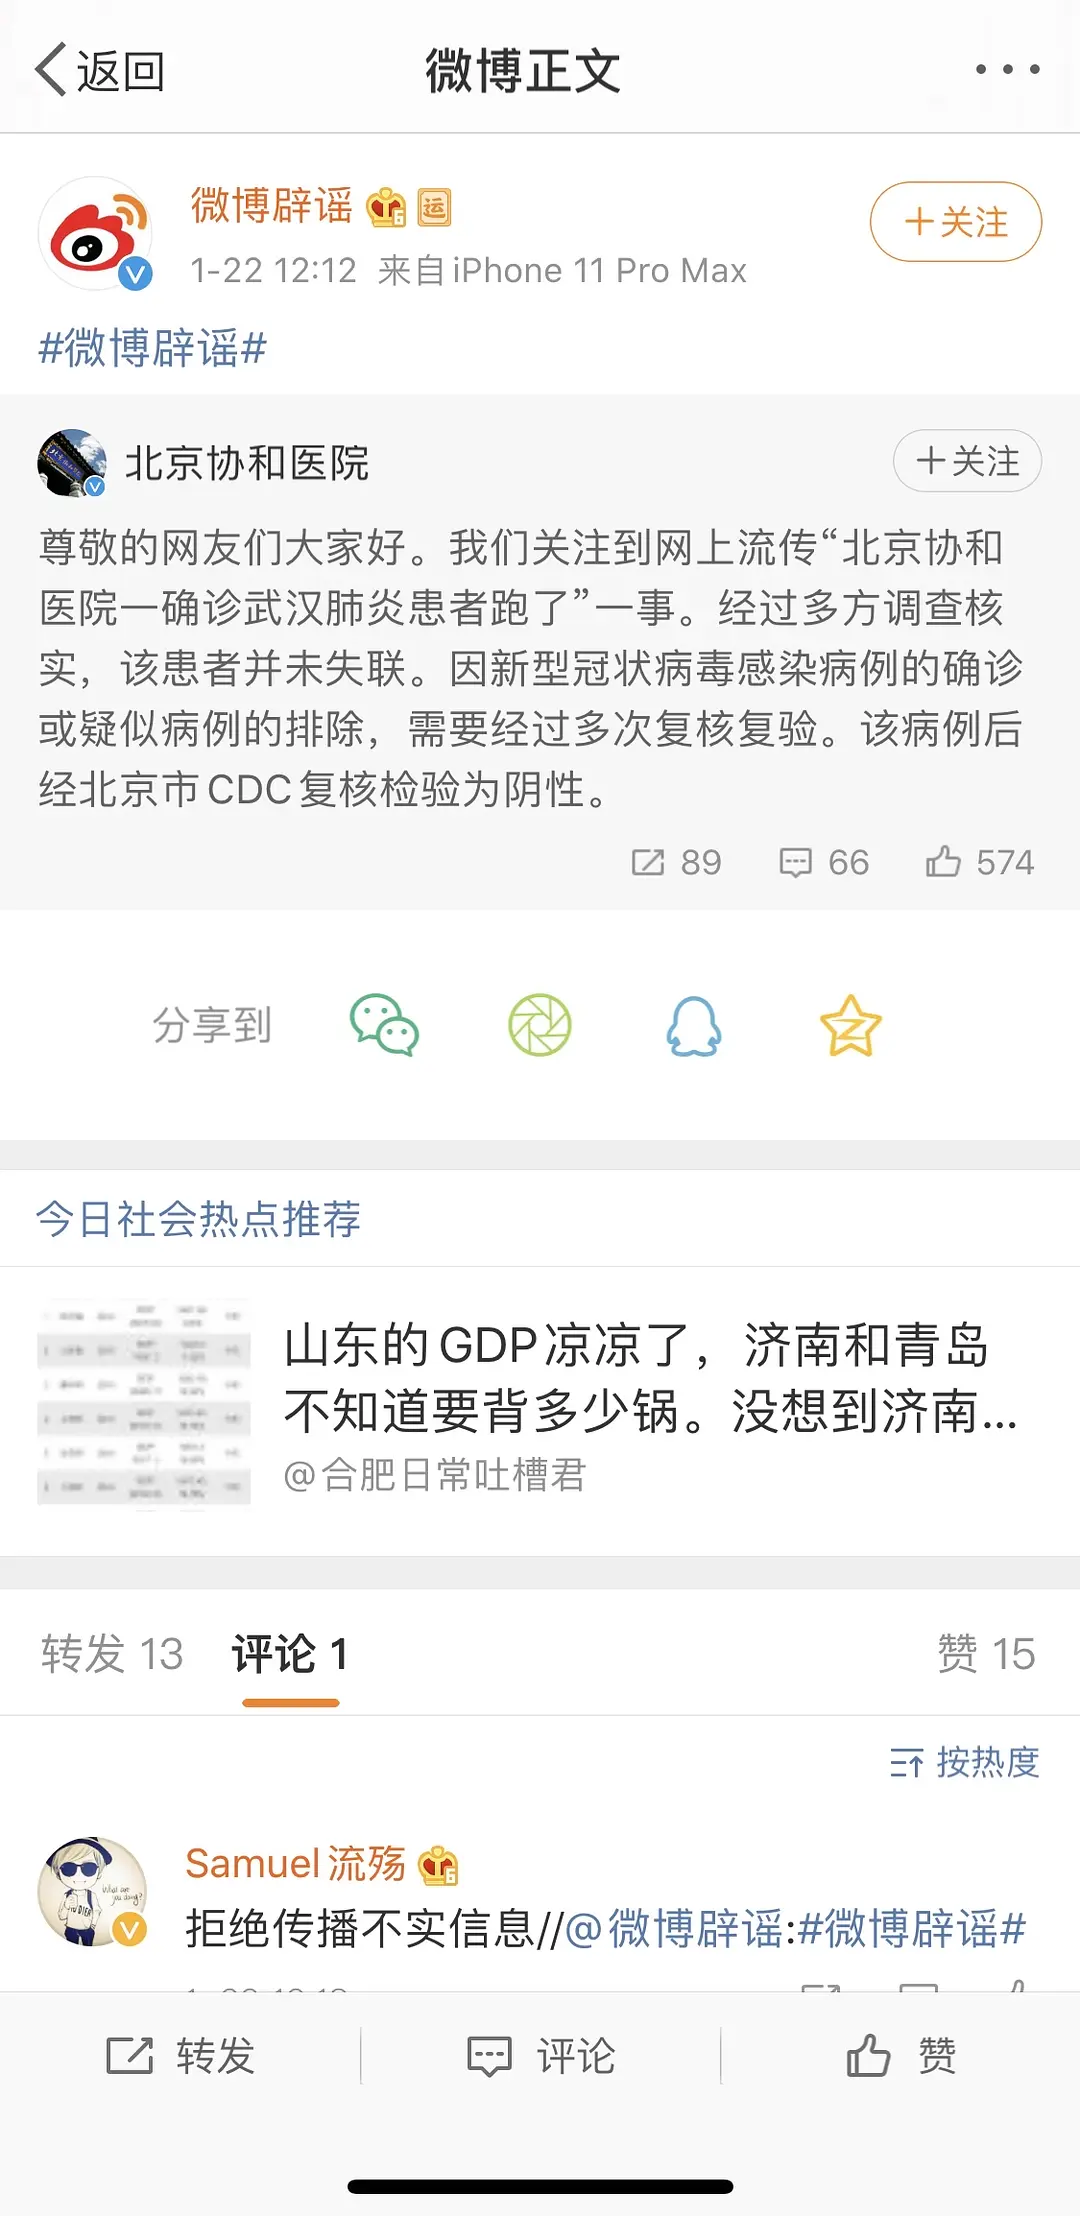 返回
微博正文
微博辟谣
+关注
1-22 12:12 来自iPhone 11 Pro Max
#微博辟谣#
北京协和医院
+关注
尊敬的网友们大家好。我们关注到网上流传“北京协和
医院一确诊武汉肺炎患者跑了”一事。经过多方调查核
实，该患者并未失联。因新型冠状病毒感染病例的确诊
或疑似病例的排除，需要经过多次复核复验。该病例后
经北京市CDC复核检验为阴性。
89
66
574
分享到
今日社会热点推荐
山东的GDP凉凉了，济南和青岛
不知道要背多少锅。没想到济南...
@合肥日常吐槽君
转发 13
评论 1
赞 15
按热度
Samuel流殇
拒绝传播不实信息//@微博辟谣:#微博辟谣#
转发
评论
赞